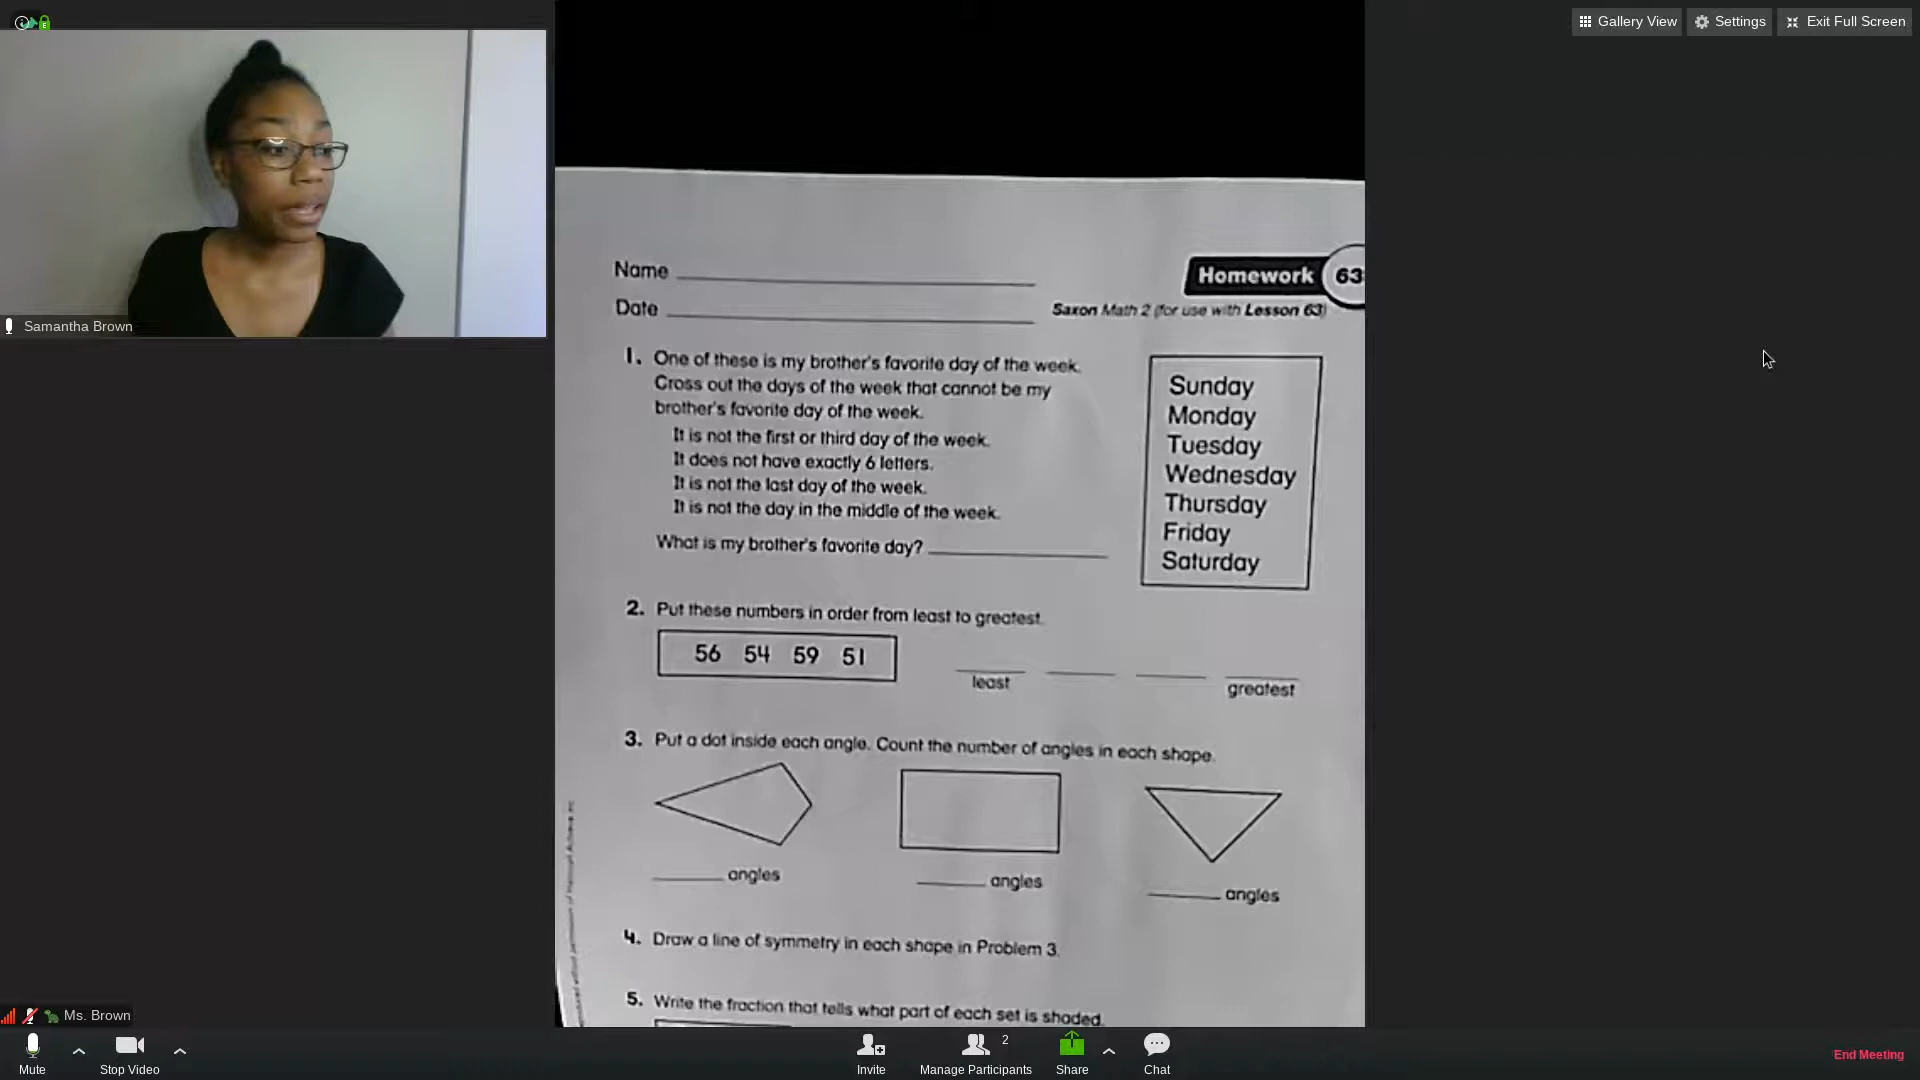 Gallery View
Settings
Exit Full Screen
Samantha Brown
Name
Homework 63
Date
Saxon Math 2 (for use with Lesson 63)
1. One of these is my brother's favorite day of the week.
Cross out the days of the week that cannot be my
brother's favorite day of the week.
It is not the first or third day of the week.
It does not have exactly 6 letters.
It is not the last day of the week.
It is not the day in the middle of the week.
What is my brother's favorite day?
Sunday
Monday
Tuesday
Wednesday
Thursday
Friday
Saturday
2. Put these numbers in order from least to greatest.
56 54 59 51
least
greatest
3. Put a dot inside each angle. Count the number of angles in each shape.
angles
angles
angles
4. Draw a line of symmetry in each shape in Problem 3.
5. Write the fraction that tells what part of each set is shaded.
Ms. Brown
Mute
Stop Video
Invite
2
Manage Participants
Share
Chat
End Meeting